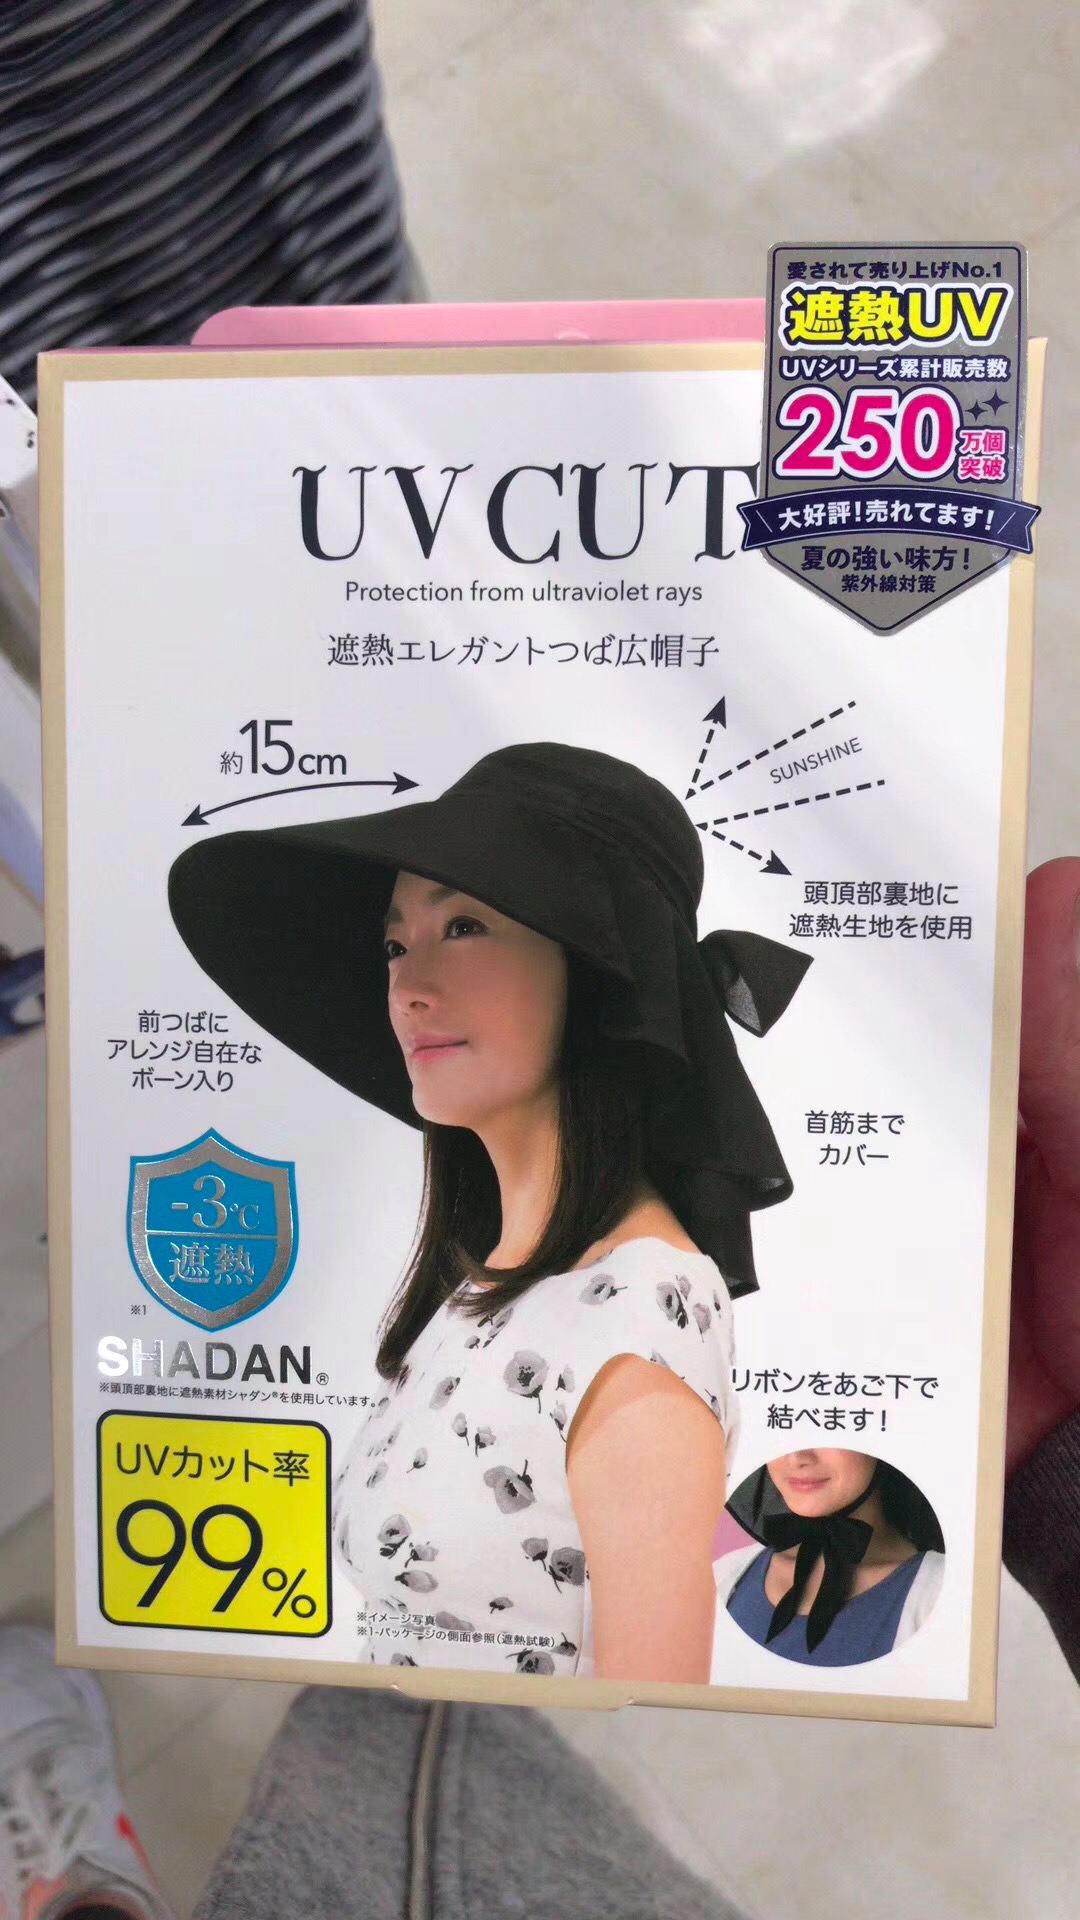 愛されて売り上げNo.1
遮熱UV
UVシリーズ累計販売数
250万個突破
大好評!売れてます!
夏の強い味方!
紫外線対策
UV CUT
Protection from ultraviolet rays
遮熱エレガントつば広帽子
約15cm
SUNSHINE
頭頂部裏地に
遮熱生地を使用
前つばに
アレンジ自在な
ボーン入り
首筋まで
カバー
-3℃
遮熱
※1
SHADAN®
※頭頂部裏地に遮熱素材シャダン®を使用しています。
リボンをあご下で
結べます!
UVカット率
99%
※イメージ写真
※1-パッケージの側面参照(遮熱試験)